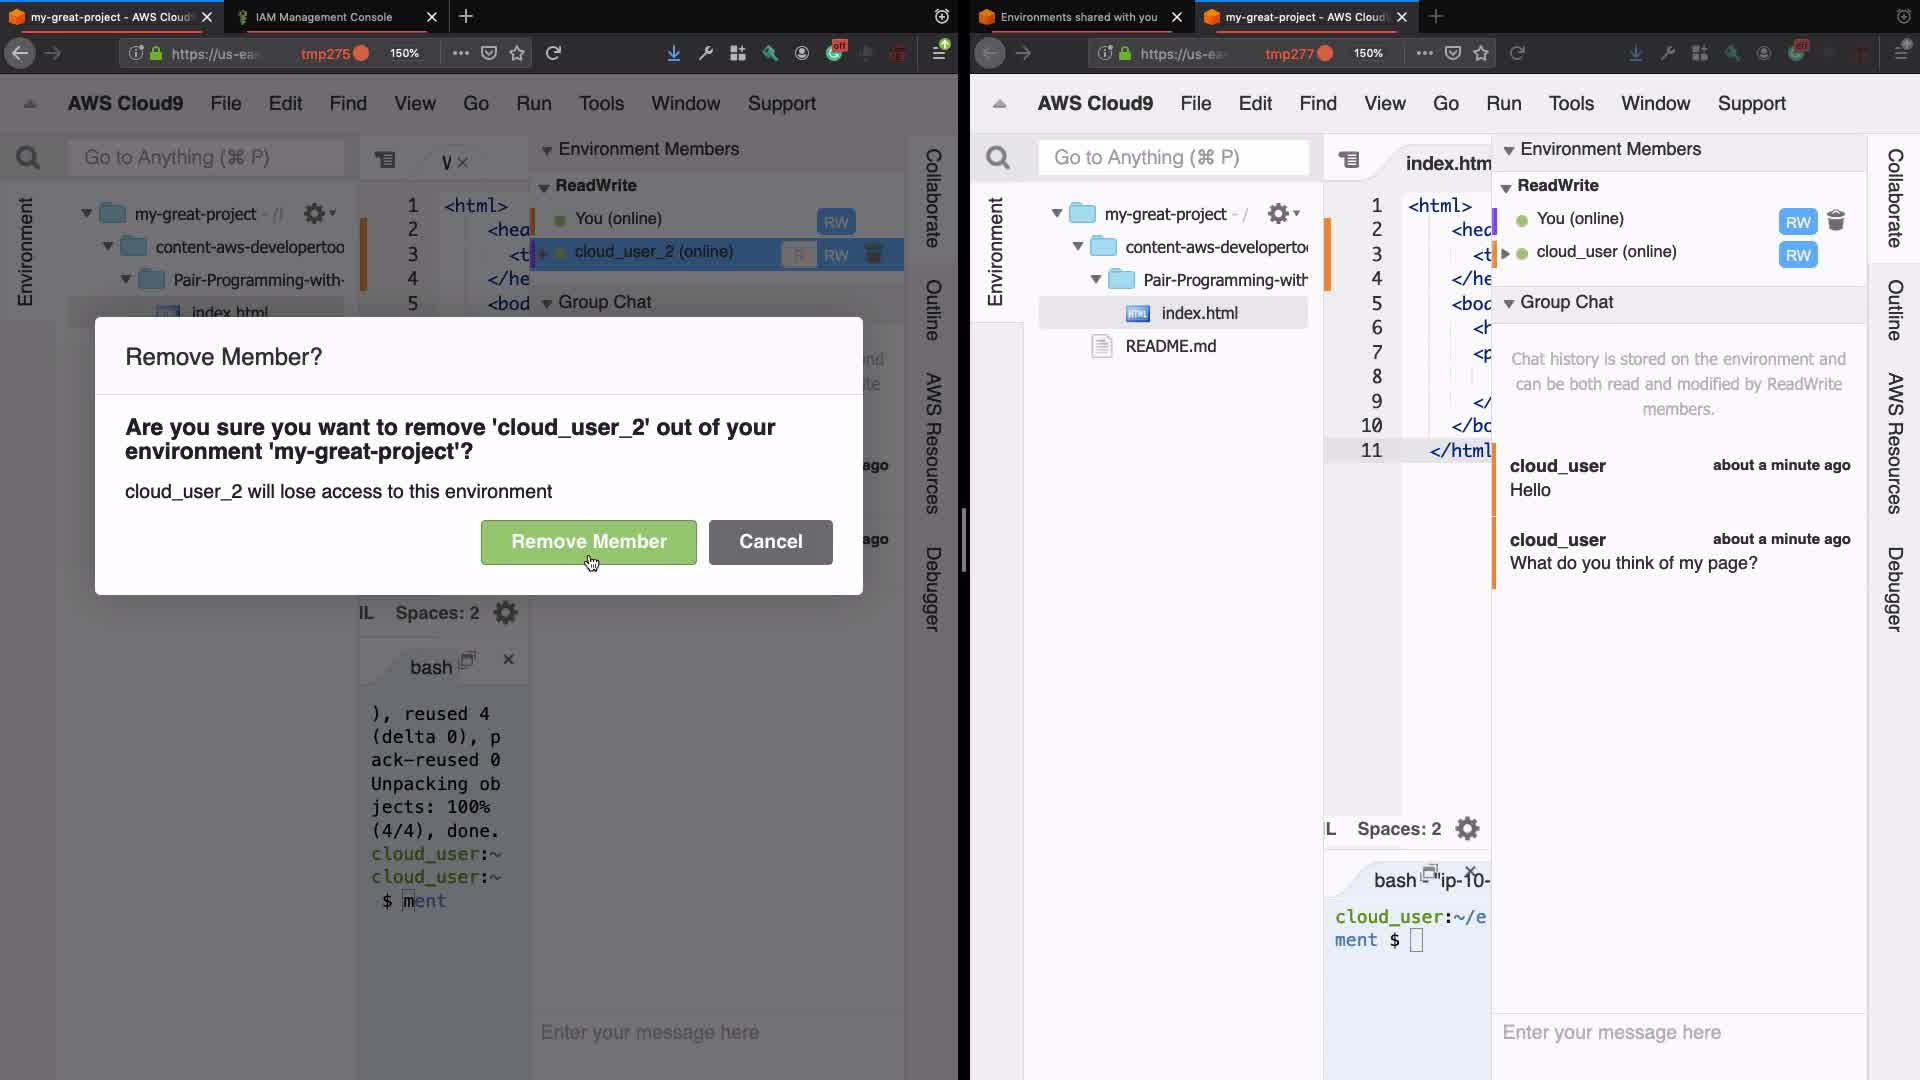 my-great-project - AWS Cloud9
IAM Management Console
https://us-eas
tmp275
150%
off
AWS Cloud9
File
Edit
Find
View
Go
Run
Tools
Window
Support
Go to Anything (⌘ P)
Environment
my-great-project - /
content-aws-developertoo
Pair-Programming-with-
index.html
1 <html>
2 <hea
3 <t
4 </he
5 <bod
Environment Members
ReadWrite
You (online)
RW
cloud_user_2 (online)
R
RW
Group Chat
Collaborate
Outline
AWS Resources
Debugger
ago
ago
Remove Member?
Are you sure you want to remove 'cloud_user_2' out of your
environment 'my-great-project'?
cloud_user_2 will lose access to this environment
Remove Member
Cancel
Spaces: 2
bash
), reused 4
(delta 0), p
ack-reused 0
Unpacking ob
jects: 100%
(4/4), done.
cloud_user:~
cloud_user:~
$ ment
Enter your message here
Environments shared with you
my-great-project - AWS Cloud9
https://us-ea
tmp277
150%
off
AWS Cloud9
File
Edit
Find
View
Go
Run
Tools
Window
Support
Go to Anything (⌘ P)
index.htm
Environment
my-great-project - /
content-aws-developertoo
Pair-Programming-with
index.html
README.md
1 <html>
2 <hea
3 <t
4 </he
5 <bod
6 <h
7 <p
8
9 </
10 </bo
11 </html
Environment Members
ReadWrite
You (online)
RW
cloud_user (online)
RW
Group Chat
Chat history is stored on the environment and
can be both read and modified by ReadWrite
members.
cloud_user
about a minute ago
Hello
cloud_user
about a minute ago
What do you think of my page?
Collaborate
Outline
AWS Resources
Debugger
Spaces: 2
bash - "ip-10-
cloud_user:~/e
ment $
Enter your message here